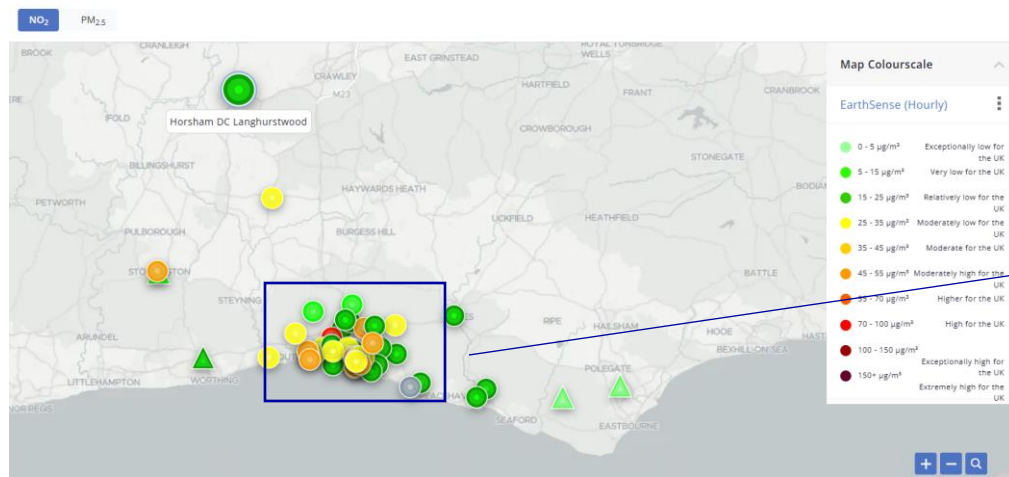 NO₂ PM₂.₅
BROOK
CRANLEIGH
EAST GRINSTEAD
ROYAL TUNBRIDGE
WELLS
CRAWLEY
M23
HARTFIELD
FRANT
CRANBROOK
IFOLD
Horsham DC Langhurstwood
CROWBOROUGH
STONEGATE
BILLINGSHURST
HAYWARDS HEATH
PETWORTH
UCKFIELD
HEATHFIELD
PULBOROUGH
BURGESS HILL
BATTLE
STEYNING
RIPE
HAILSHAM
HOOE
ARUNDEL
BEXHILL-ON-SEA
POLEGATE
LITTLEHAMPTON
WORTHING
SEAFORD
EASTBOURNE
Map Colourscale
EarthSense (Hourly)
0 - 5 µg/m³ Exceptionally low for
the UK
5 - 15 µg/m³ Very low for the UK
15 - 25 µg/m³ Relatively low for the
UK
25 - 35 µg/m³ Moderately low for the
UK
35 - 45 µg/m³ Moderate for the UK
45 - 55 µg/m³ Moderately high for the
UK
55 - 70 µg/m³ Higher for the UK
70 - 100 µg/m³ High for the UK
100 - 150 µg/m³
Exceptionally high for
the UK
150+ µg/m³
Extremely high for the
UK